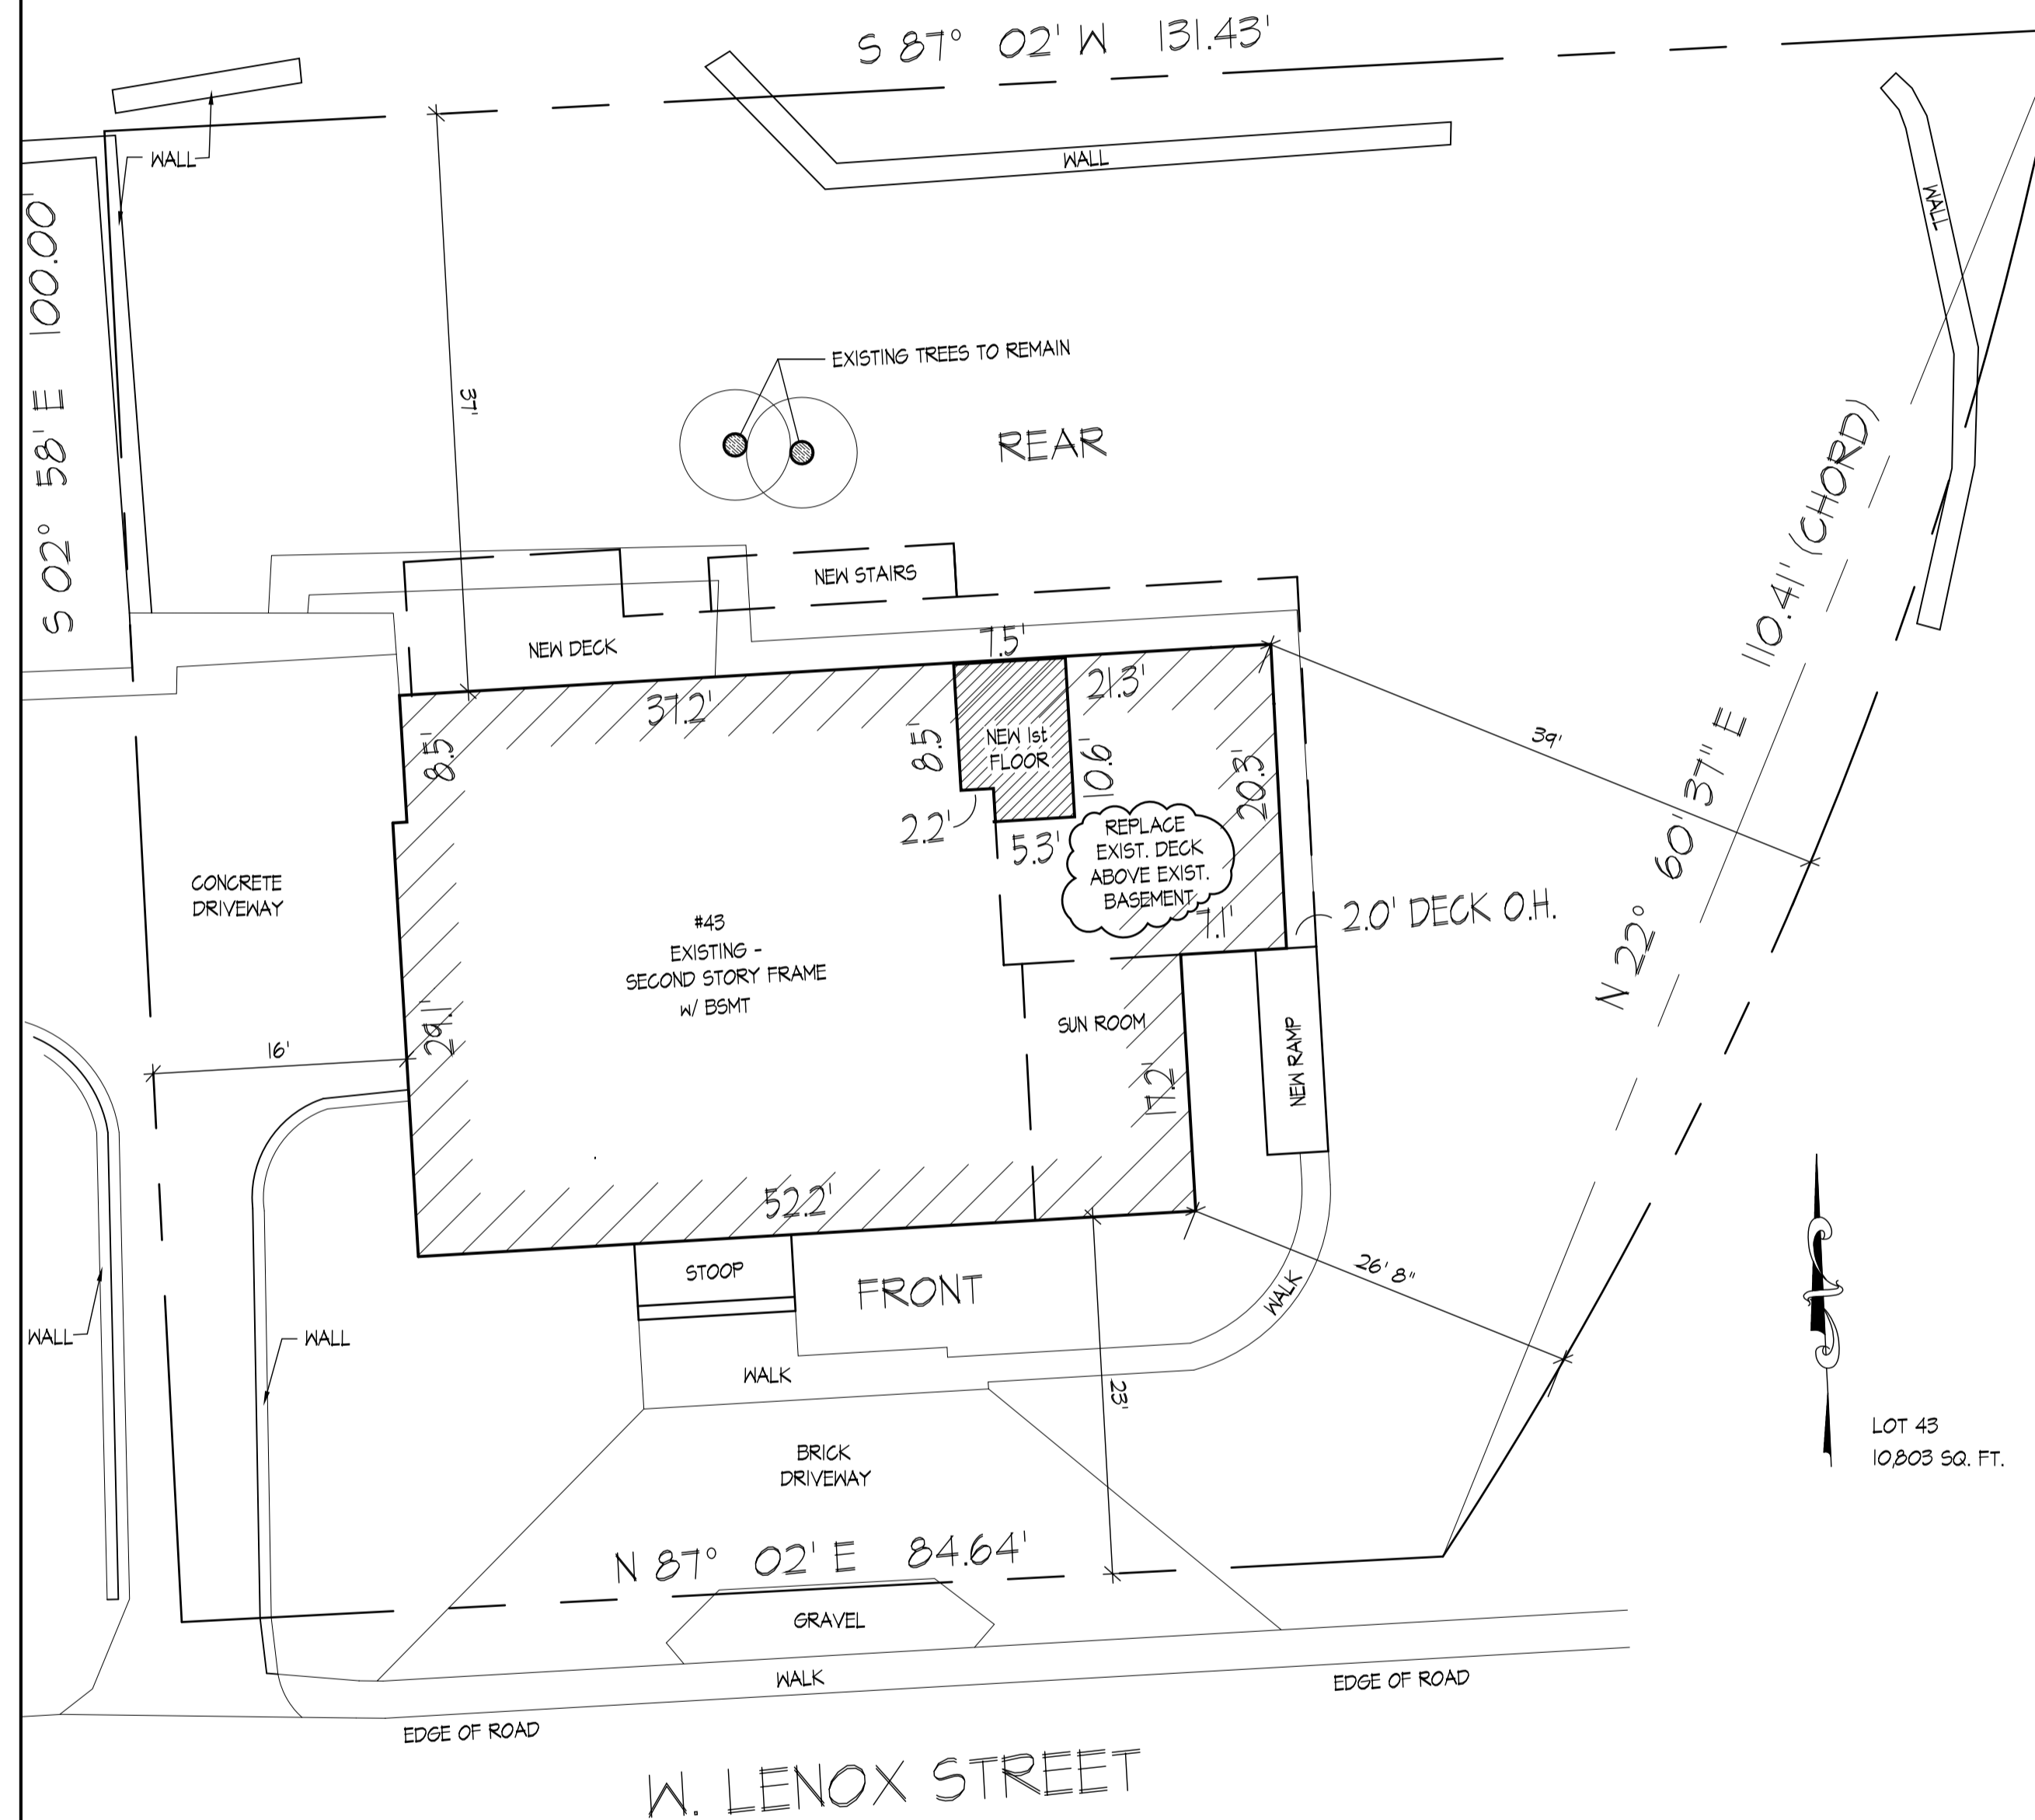 S 87° 02' W 131.43'
WALL
WALL
WALL
S 02° 58' E 100.00'
37'
EXISTING TREES TO REMAIN
REAR
N 22° 60' 37" E 110.41' (CHORD)
NEW STAIRS
NEW DECK
7.5'
37.2'
21.3'
8.5'
8.5'
NEW 1st
FLOOR
10.6'
20.3'
39'
2.2'
5.3'
REPLACE
EXIST. DECK
ABOVE EXIST.
BASEMENT
7.1'
2.0' DECK O.H.
CONCRETE
DRIVEWAY
#43
EXISTING -
SECOND STORY FRAME
w/ BSMT
29.1'
16'
SUN ROOM
17.2'
NEW RAMP
52.2'
STOOP
FRONT
26' 8"
WALK
WALL
WALL
WALK
23'
LOT 43
10,803 SQ. FT.
BRICK
DRIVEWAY
N 87° 02' E 84.64'
GRAVEL
WALK
EDGE OF ROAD
EDGE OF ROAD
W. LENOX STREET